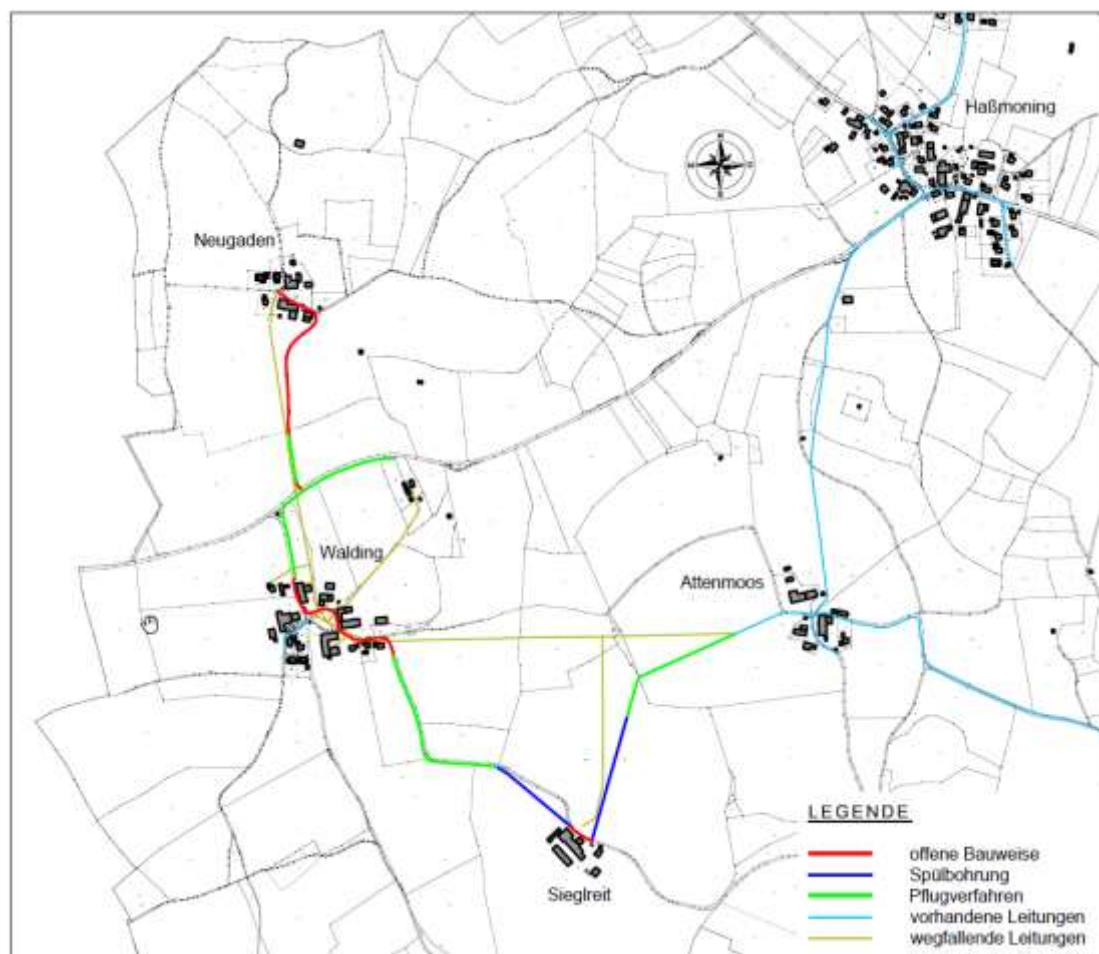 Haßmoning
Neugaden
Walding
Attenmoos
Sieglreit
LEGENDE
offene Bauweise
Spülbohrung
Pflugverfahren
vorhandene Leitungen
wegfallende Leitungen